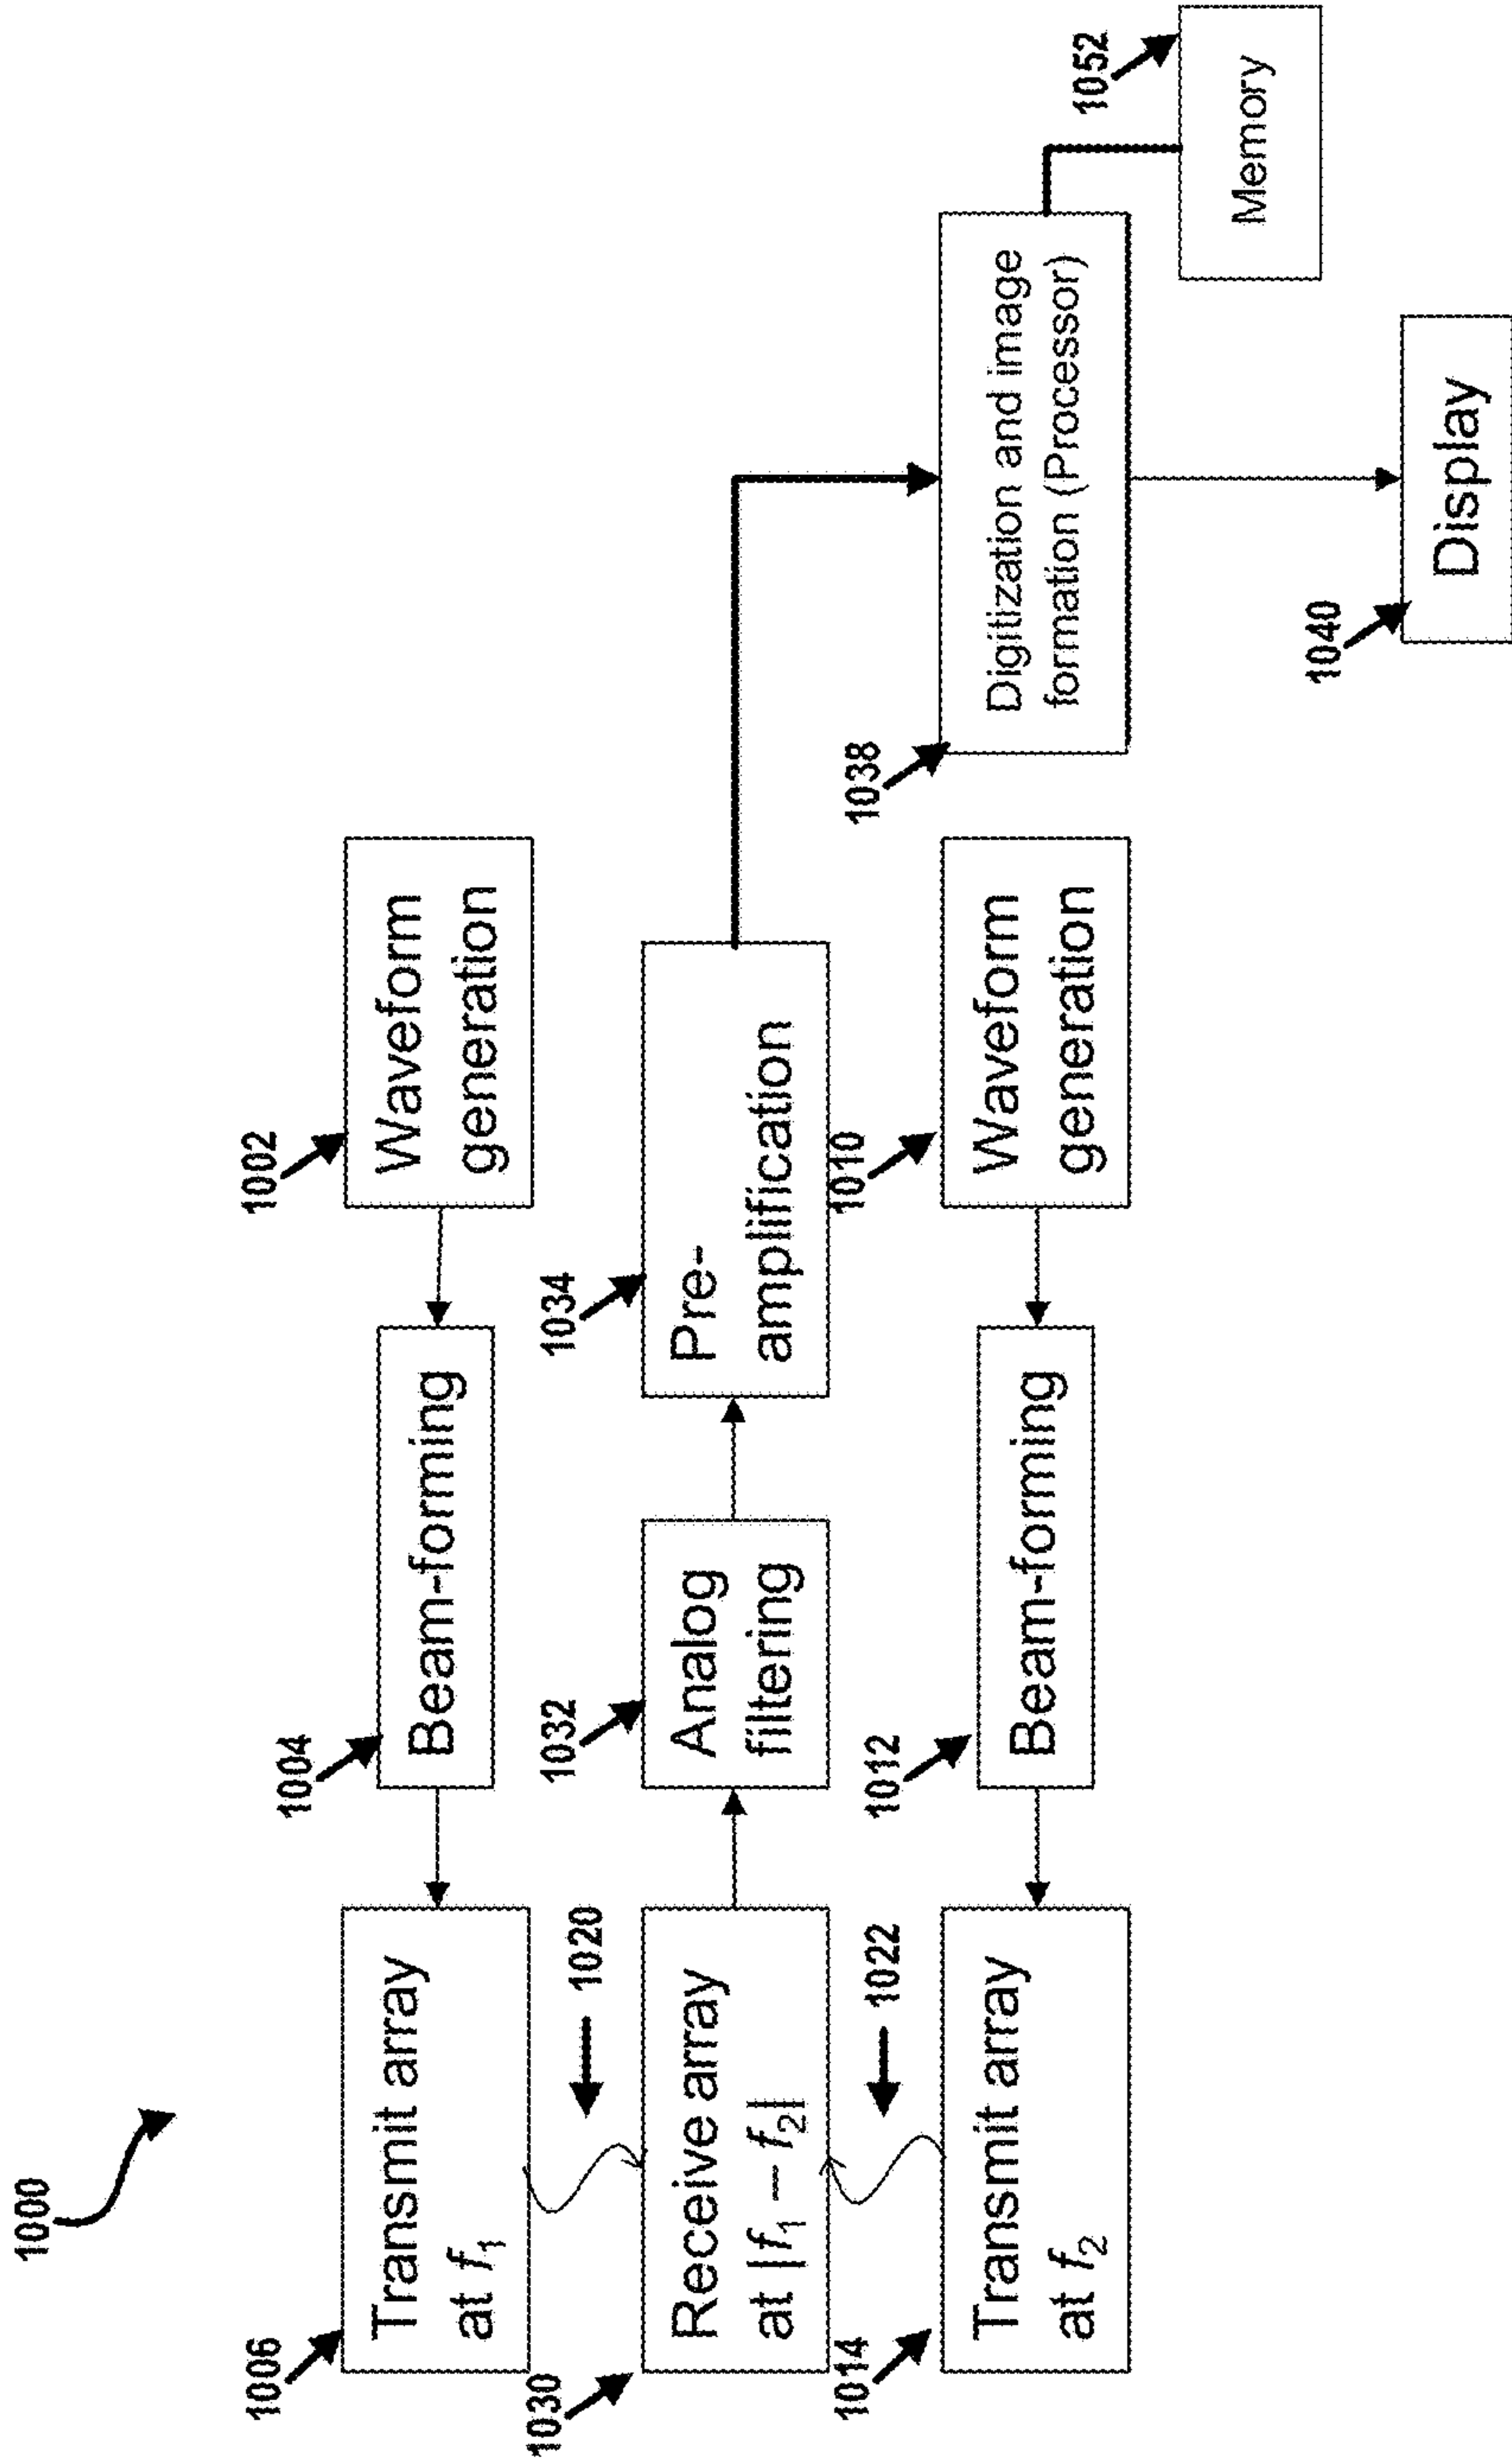 1000
1002
Waveform
generation
1004
Beam-forming
1006
Transmit array
at f₁
1020
1030
Receive array
at |f₁ – f₂|
1032
Analog
filtering
1034
Pre-
amplification
1022
1010
Waveform
generation
1012
Beam-forming
1014
Transmit array
at f₂
1038
Digitization and image
formation (Processor)
1052
Memory
1040
Display